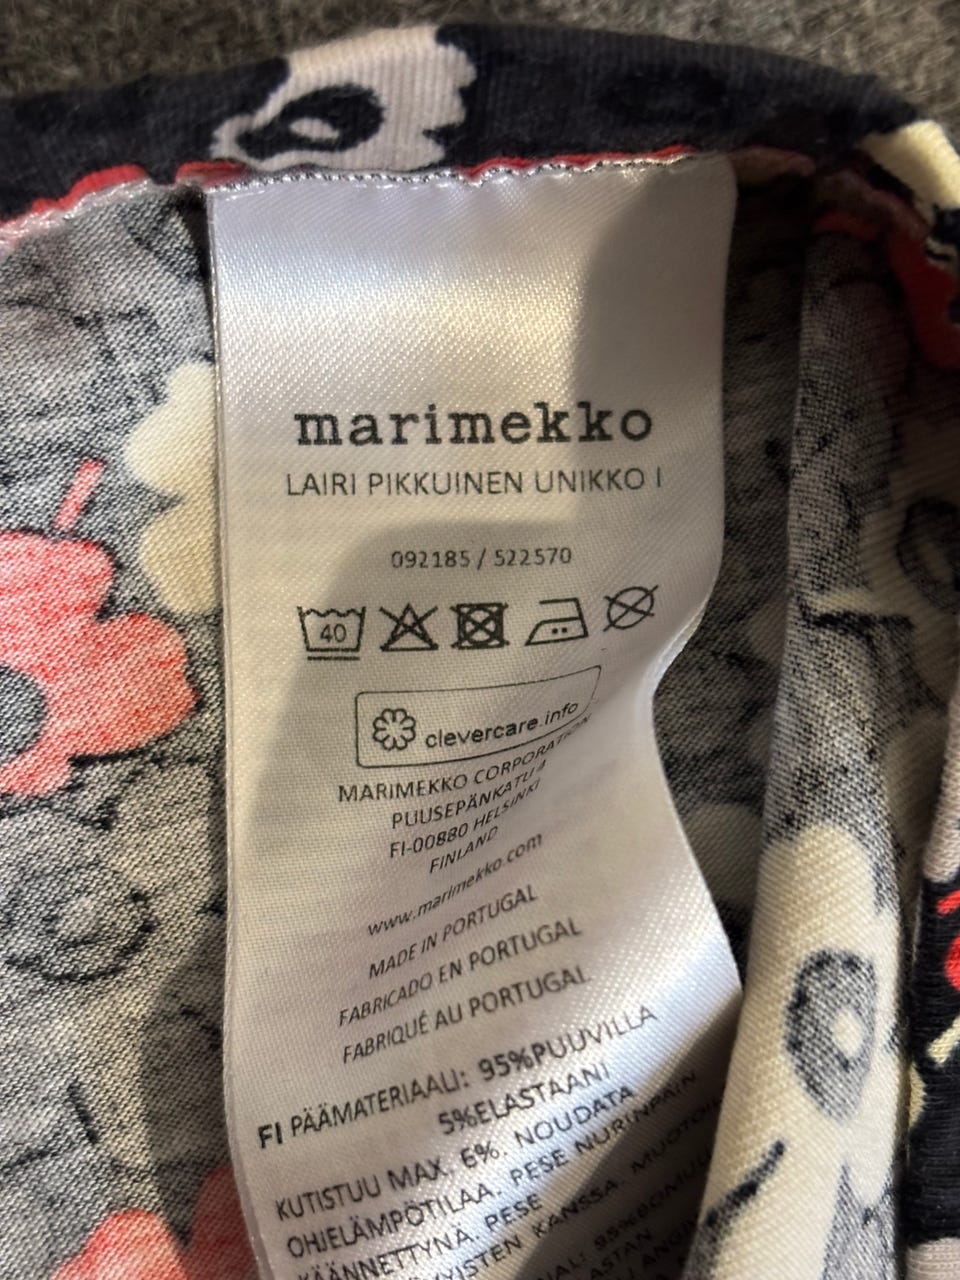 marimekko
LAIRI PIKKUINEN UNIKKO I
092185 / 522570
40
clevercare.info
MARIMEKKO CORPORATION
PUUSEPÄNKATU 4
FI-00880 HELSINKI
FINLAND
www.marimekko.com
MADE IN PORTUGAL
FABRICADO EN PORTUGAL
FABRIQUÉ AU PORTUGAL
FI PÄÄMATERIAALI: 95%PUUVILLA
5%ELASTAANI
KUTISTUU MAX. 6%. NOUDATA
OHJELÄMPÖTILAA. PESE NURINPÄIN
KÄÄNNETTYNÄ. PESE
KANSSA.